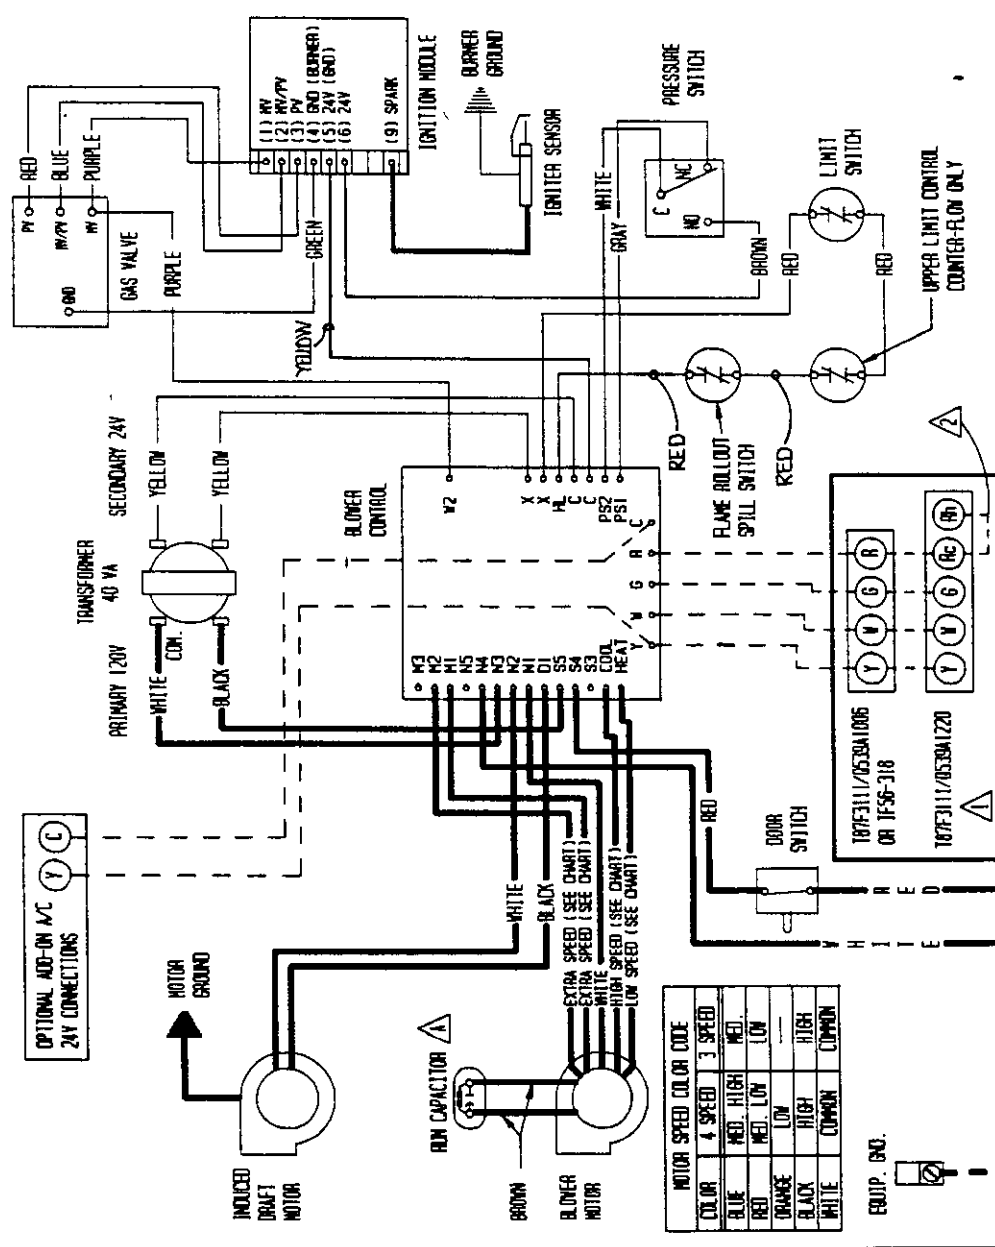 OPTIONAL ADD-ON A/C
24V CONNECTIONS
Y
C
PRIMARY 120V
TRANSFORMER
40 VA
SECONDARY 24V
COM.
WHITE
BLACK
YELLOW
YELLOW
GND
PV
MV/PV
MV
GAS VALVE
RED
BLUE
PURPLE
PURPLE
GREEN
YELLOW
(1) MV
(2) MV/PV
(3) PV
(4) GND (BURNER)
(5) 24V (GND)
(6) 24V
(9) SPARK
IGNITION MODULE
BURNER
GROUND
IGNITER SENSOR
PRESSURE
SWITCH
C
NC
NO
WHITE
GRAY
BROWN
RED
LIMIT
SWITCH
RED
UPPER LIMIT CONTROL
COUNTER-FLOW ONLY
RED
FLAME ROLLOUT
SPILL SWITCH
RED
BLOWER
CONTROL
W2
X
X
HL
C
C
PS2
PS1
M3
M2
M1
N5
N4
N3
N2
N1
D1
S5
S4
S3
COOL
HEAT
Y
W
G
R
C
Y
W
G
R
T87F3111/Q539A1006
OR TF56-318
Y
W
G
Rc
Rh
T87F3111/Q539A1220
1
2
MOTOR
GROUND
INDUCED
DRAFT
MOTOR
WHITE
BLACK
RUN CAPACITOR
A
BROWN
BLOWER
MOTOR
EXTRA SPEED (SEE CHART)
EXTRA SPEED (SEE CHART)
WHITE
HIGH SPEED (SEE CHART)
LOW SPEED (SEE CHART)
RED
DOOR
SWITCH
RED
WHITE
MOTOR SPEED COLOR CODE
COLOR 4 SPEED 3 SPEED
BLUE MED. HIGH MED.
RED MED. LOW LOW
ORANGE LOW —
BLACK HIGH HIGH
WHITE COMMON COMMON
EQUIP. GND.